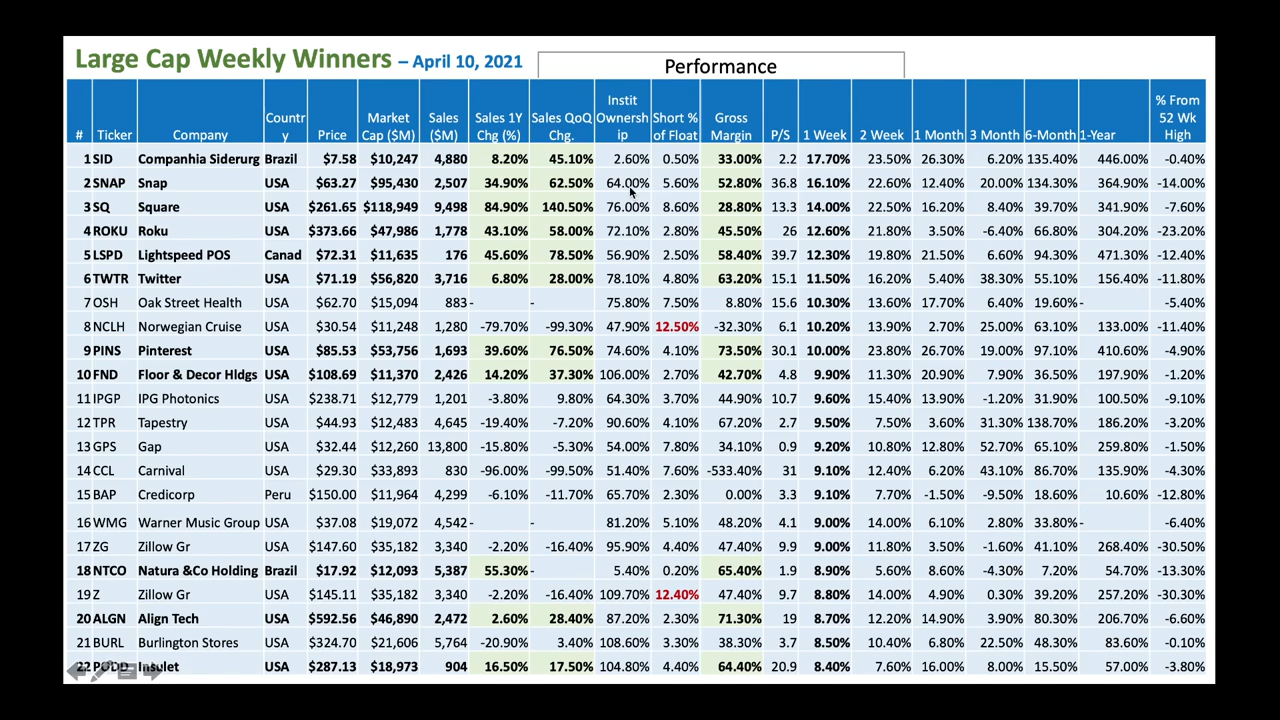 Large Cap Weekly Winners – April 10, 2021
Performance
# Ticker Company Countr y Price Market Cap ($M) Sales ($M) Sales 1Y Chg (%) Sales QoQ Chg. Instit Ownersh ip Short % of Float Gross Margin P/S 1 Week 2 Week 1 Month 3 Month 6-Month 1-Year % From 52 Wk High
1 SID Companhia Siderurg Brazil $7.58 $10,247 4,880 8.20% 45.10% 2.60% 0.50% 33.00% 2.2 17.70% 23.50% 26.30% 6.20% 135.40% 446.00% -0.40%
2 SNAP Snap USA $63.27 $95,430 2,507 34.90% 62.50% 64.00% 5.60% 52.80% 36.8 16.10% 22.60% 12.40% 20.00% 134.30% 364.90% -14.00%
3 SQ Square USA $261.65 $118,949 9,498 84.90% 140.50% 76.00% 8.60% 28.80% 13.3 14.00% 22.50% 16.20% 8.40% 39.70% 341.90% -7.60%
4 ROKU Roku USA $373.66 $47,986 1,778 43.10% 58.00% 72.10% 2.80% 45.50% 26 12.60% 21.80% 3.50% -6.40% 66.80% 304.20% -23.20%
5 LSPD Lightspeed POS Canad $72.31 $11,635 176 45.60% 78.50% 56.90% 2.50% 58.40% 39.7 12.30% 19.80% 21.50% 6.60% 94.30% 471.30% -12.40%
6 TWTR Twitter USA $71.19 $56,820 3,716 6.80% 28.00% 78.10% 4.80% 63.20% 15.1 11.50% 16.20% 5.40% 38.30% 55.10% 156.40% -11.80%
7 OSH Oak Street Health USA $62.70 $15,094 883 - - 75.80% 7.50% 8.80% 15.6 10.30% 13.60% 17.70% 6.40% 19.60% - -5.40%
8 NCLH Norwegian Cruise USA $30.54 $11,248 1,280 -79.70% -99.30% 47.90% 12.50% -32.30% 6.1 10.20% 13.90% 2.70% 25.00% 63.10% 133.00% -11.40%
9 PINS Pinterest USA $85.53 $53,756 1,693 39.60% 76.50% 74.60% 4.10% 73.50% 30.1 10.00% 23.80% 26.70% 19.00% 97.10% 410.60% -4.90%
10 FND Floor & Decor Hldgs USA $108.69 $11,370 2,426 14.20% 37.30% 106.00% 2.70% 42.70% 4.8 9.90% 11.30% 20.90% 7.90% 36.50% 197.90% -1.20%
11 IPGP IPG Photonics USA $238.71 $12,779 1,201 -3.80% 9.80% 64.30% 3.70% 44.90% 10.7 9.60% 15.40% 13.90% -1.20% 31.90% 100.50% -9.10%
12 TPR Tapestry USA $44.93 $12,483 4,645 -19.40% -7.20% 90.60% 4.10% 67.20% 2.7 9.50% 7.50% 3.60% 31.30% 138.70% 186.20% -3.20%
13 GPS Gap USA $32.44 $12,260 13,800 -15.80% -5.30% 54.00% 7.80% 34.10% 0.9 9.20% 10.80% 12.80% 52.70% 65.10% 259.80% -1.50%
14 CCL Carnival USA $29.30 $33,893 830 -96.00% -99.50% 51.40% 7.60% -533.40% 31 9.10% 12.40% 6.20% 43.10% 86.70% 135.90% -4.30%
15 BAP Credicorp Peru $150.00 $11,964 4,299 -6.10% -11.70% 65.70% 2.30% 0.00% 3.3 9.10% 7.70% -1.50% -9.50% 18.60% 10.60% -12.80%
16 WMG Warner Music Group USA $37.08 $19,072 4,542 - - 81.20% 5.10% 48.20% 4.1 9.00% 14.00% 6.10% 2.80% 33.80% - -6.40%
17 ZG Zillow Gr USA $147.60 $35,182 3,340 -2.20% -16.40% 95.90% 4.40% 47.40% 9.9 9.00% 11.80% 3.50% -1.60% 41.10% 268.40% -30.50%
18 NTCO Natura &Co Holding Brazil $17.92 $12,093 5,387 55.30% - 5.40% 0.20% 65.40% 1.9 8.90% 5.60% 8.60% -4.30% 7.20% 54.70% -13.30%
19 Z Zillow Gr USA $145.11 $35,182 3,340 -2.20% -16.40% 109.70% 12.40% 47.40% 9.7 8.80% 14.00% 4.90% 0.30% 39.20% 257.20% -30.30%
20 ALGN Align Tech USA $592.56 $46,890 2,472 2.60% 28.40% 87.20% 2.30% 71.30% 19 8.70% 12.20% 14.90% 3.90% 80.30% 206.70% -6.60%
21 BURL Burlington Stores USA $324.70 $21,606 5,764 -20.90% 3.40% 108.60% 3.30% 38.30% 3.7 8.50% 10.40% 6.80% 22.50% 48.30% 83.60% -0.10%
22 PODD Insulet USA $287.13 $18,973 904 16.50% 17.50% 104.80% 4.40% 64.40% 20.9 8.40% 7.60% 16.00% 8.00% 15.50% 57.00% -3.80%